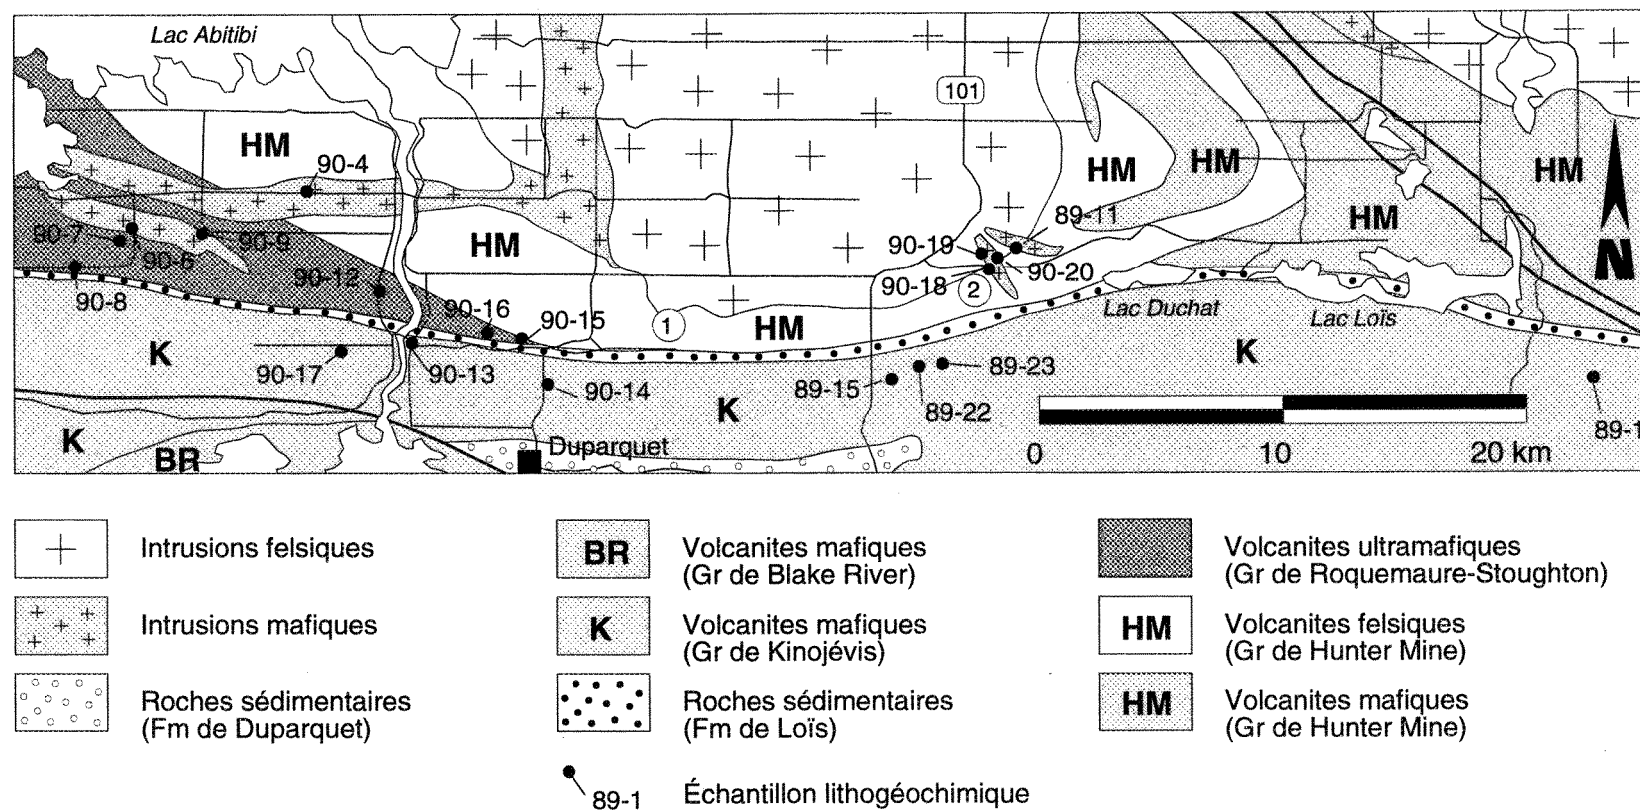 Lac Abitibi
101
HM
90-4
HM
HM
HM
HM
89-11
90-7
90-6
90-9
HM
90-19
90-20
90-18
2
N
90-12
90-8
90-16
90-15
1
HM
Lac Duchat
Lac Loïs
K
90-17
90-13
90-14
89-15
89-23
89-22
K
K
K
BR
Duparquet
89-1
0 10 20 km
Intrusions felsiques
Intrusions mafiques
Roches sédimentaires
(Fm de Duparquet)
BR
Volcanites mafiques
(Gr de Blake River)
K
Volcanites mafiques
(Gr de Kinojévis)
Roches sédimentaires
(Fm de Loïs)
89-1
Échantillon lithogéochimique
Volcanites ultramafiques
(Gr de Roquemaure-Stoughton)
HM
Volcanites felsiques
(Gr de Hunter Mine)
HM
Volcanites mafiques
(Gr de Hunter Mine)